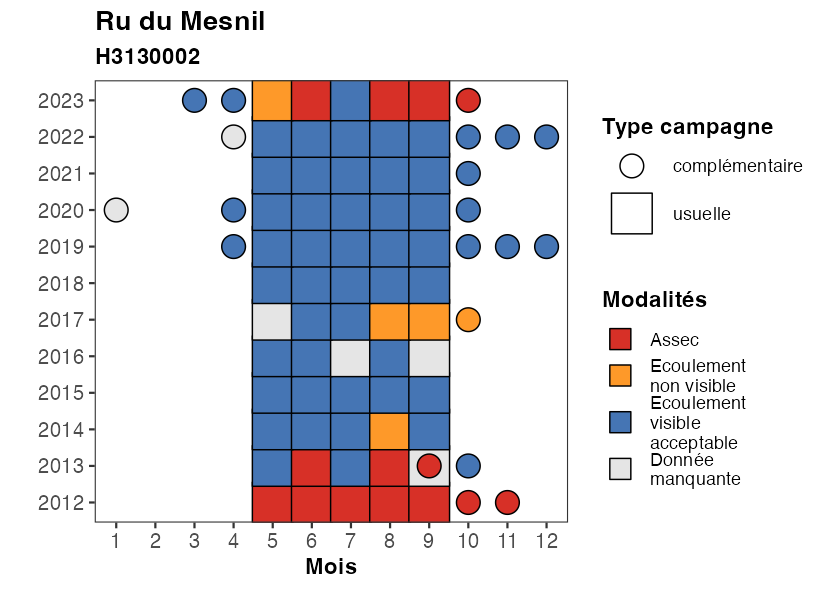 Ru du Mesnil
H3130002
2023
2022
2021
2020
2019
2018
2017
2016
2015
2014
2013
2012
1 2 3 4 5 6 7 8 9 10 11 12
Mois
Type campagne
complémentaire
usuelle
Modalités
Assec
Ecoulement
non visible
Ecoulement
visible
acceptable
Donnée
manquante